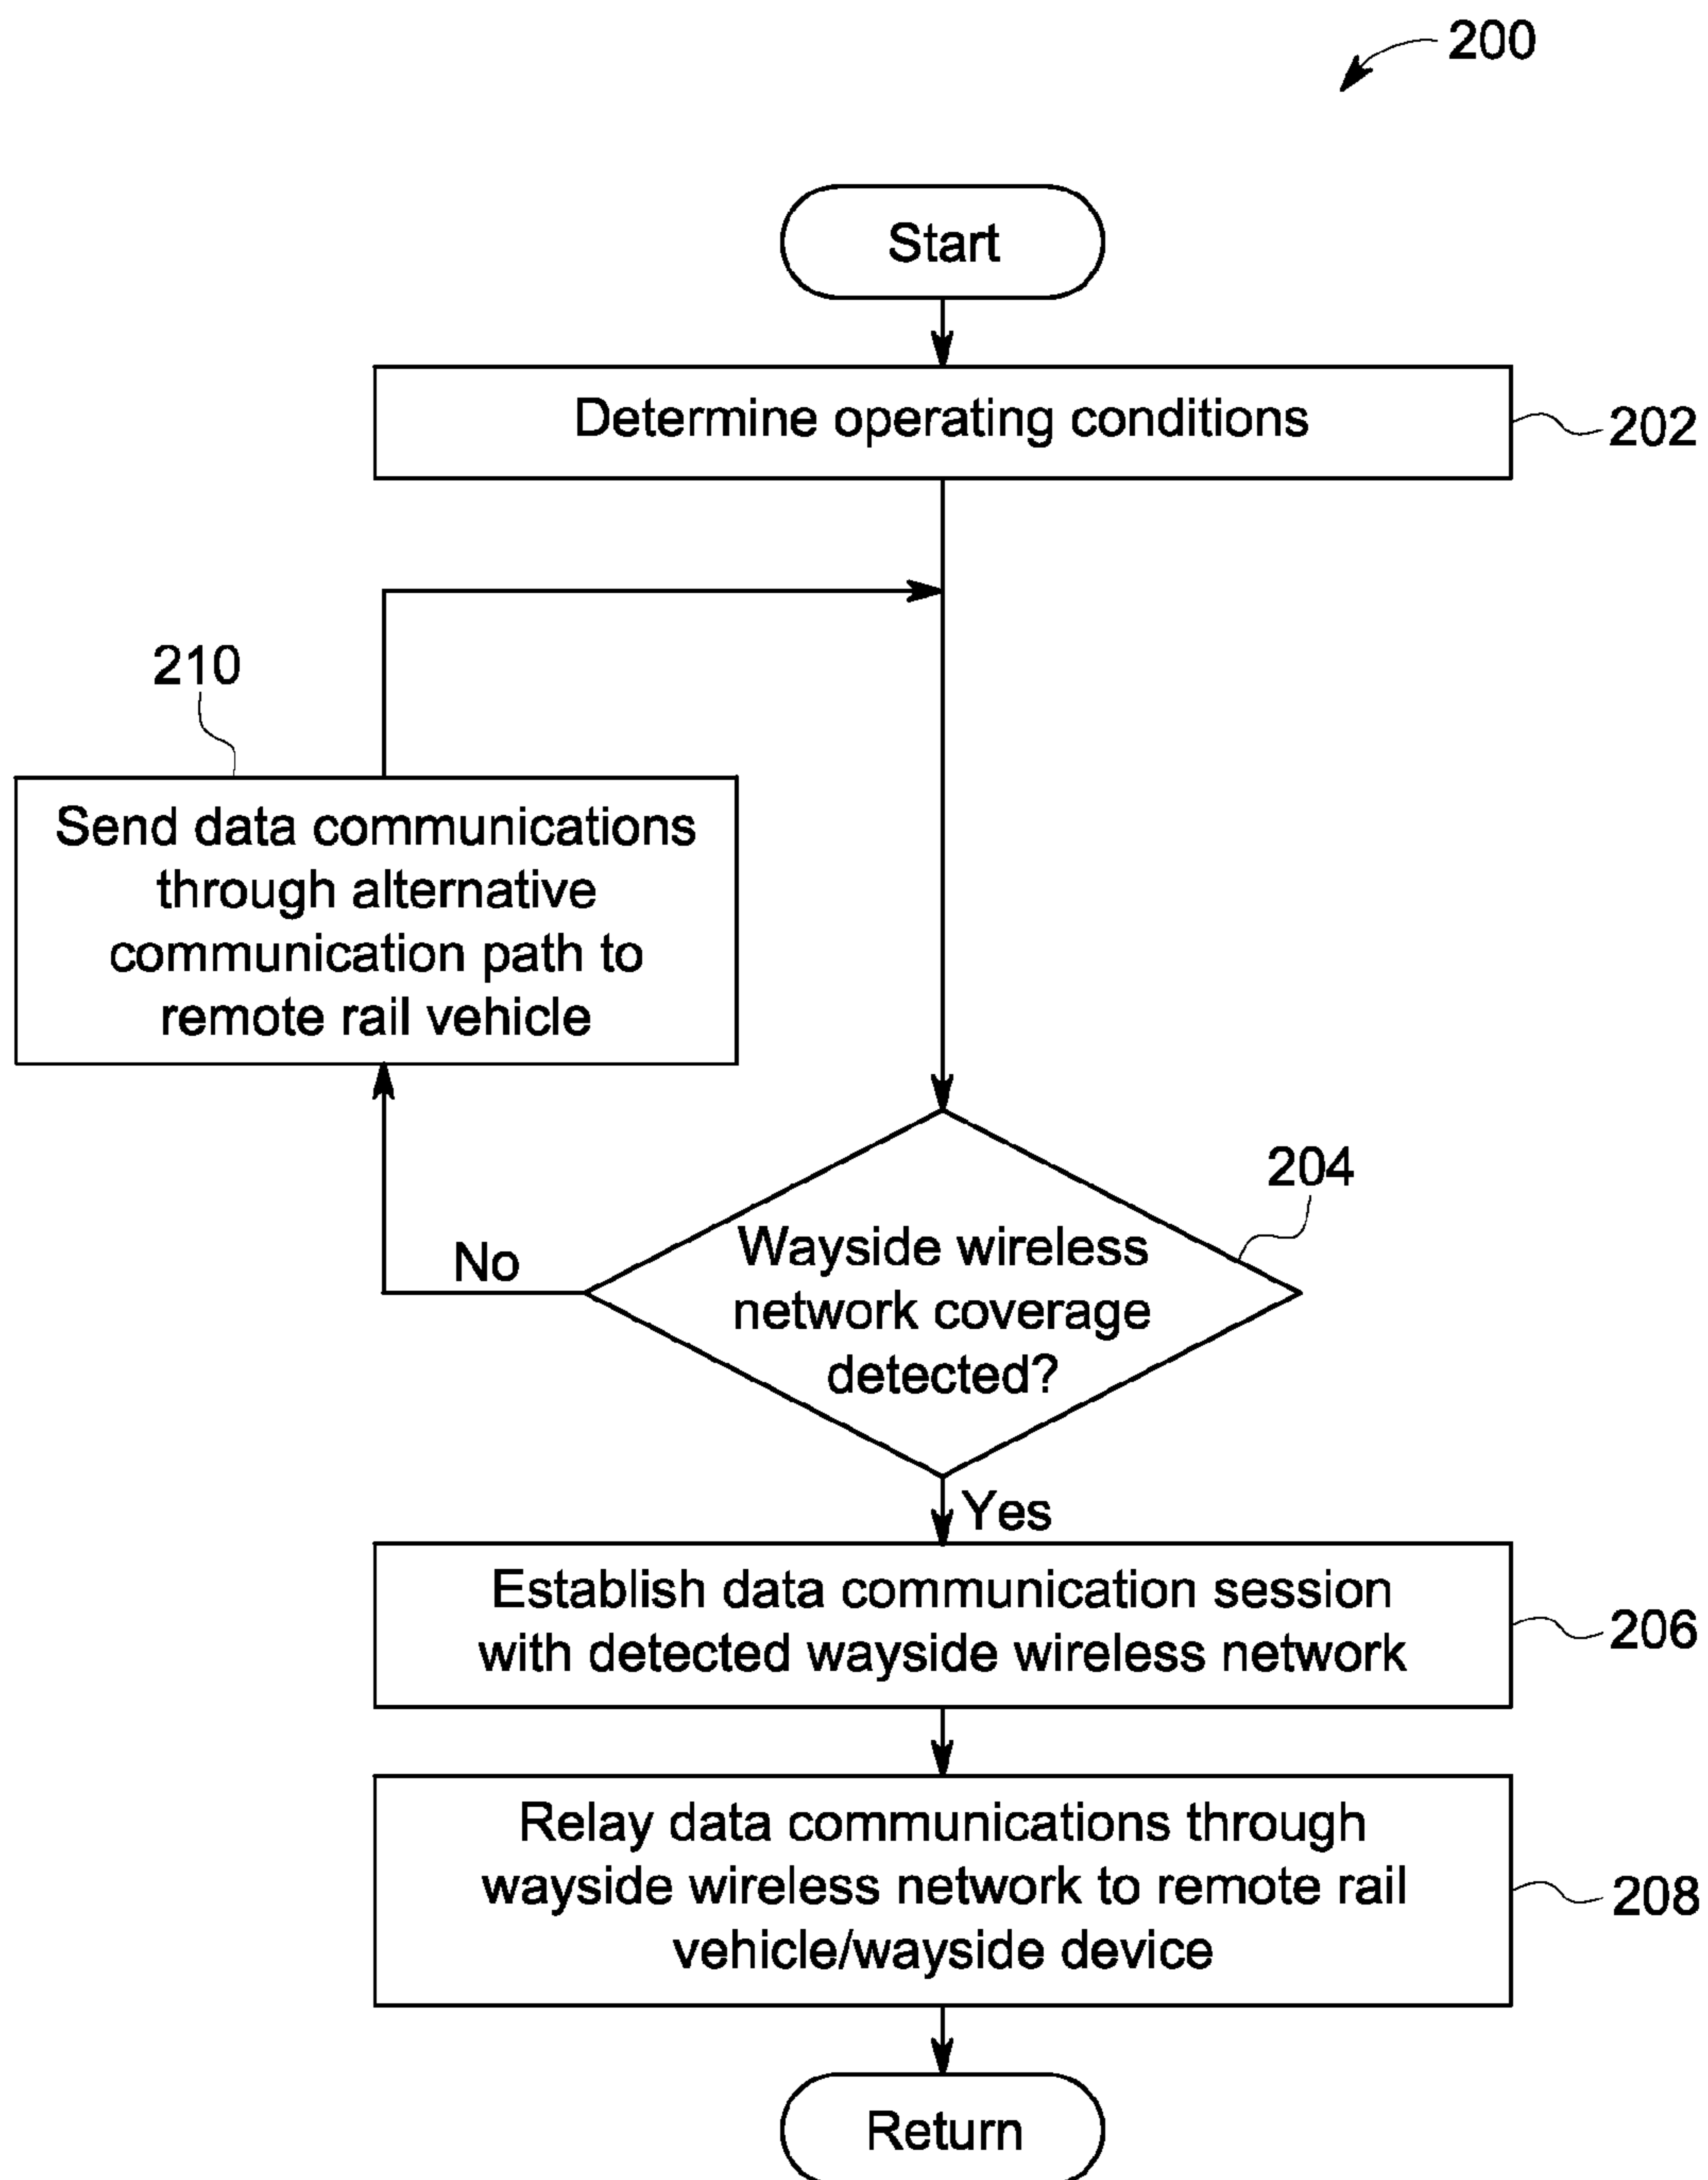 200
Start
Determine operating conditions
202
210
Send data communications
through alternative
communication path to
remote rail vehicle
204
Wayside wireless
network coverage
detected?
No
Yes
Establish data communication session
with detected wayside wireless network
206
Relay data communications through
wayside wireless network to remote rail
vehicle/wayside device
208
Return